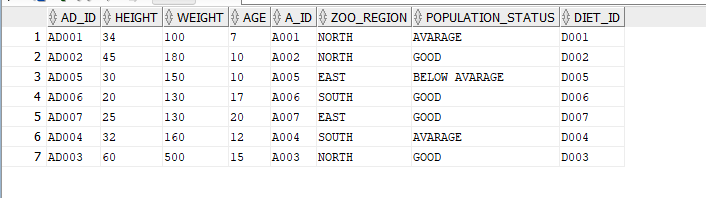 AD_ID HEIGHT WEIGHT AGE A_ID ZOO_REGION POPULATION_STATUS DIET_ID
1 AD001 34 100 7 A001 NORTH AVARAGE D001
2 AD002 45 180 10 A002 NORTH GOOD D002
3 AD005 30 150 10 A005 EAST BELOW AVARAGE D005
4 AD006 20 130 17 A006 SOUTH GOOD D006
5 AD007 25 130 20 A007 EAST GOOD D007
6 AD004 32 160 12 A004 SOUTH AVARAGE D004
7 AD003 60 500 15 A003 NORTH GOOD D003